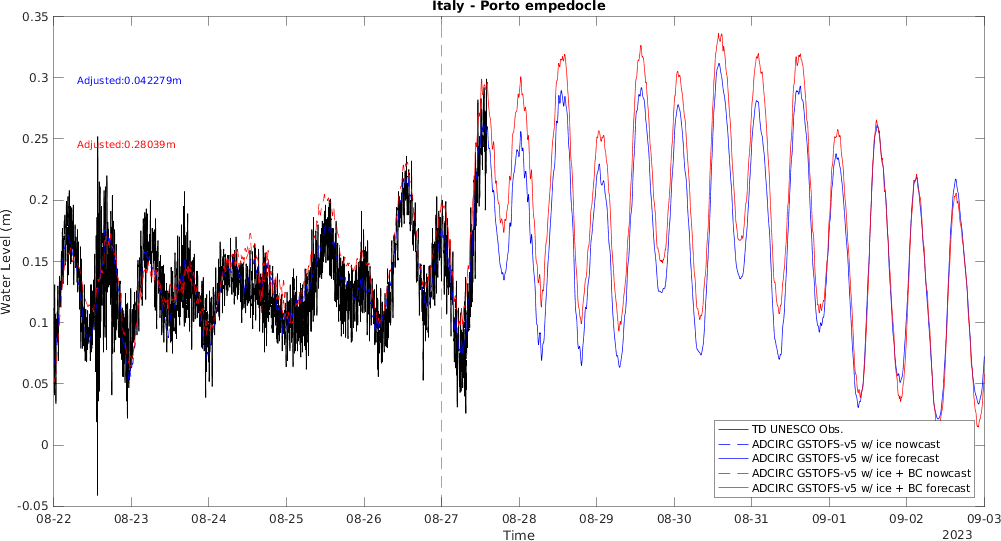 Italy - Porto empedocle
0.35
0.3
0.25
0.2
0.15
0.1
0.05
0
-0.05
Water Level (m)
Adjusted:0.042279m
Adjusted:0.28039m
TD UNESCO Obs.
ADCIRC GSTOFS-v5 w/ ice nowcast
ADCIRC GSTOFS-v5 w/ ice forecast
ADCIRC GSTOFS-v5 w/ ice + BC nowcast
ADCIRC GSTOFS-v5 w/ ice + BC forecast
08-22 08-23 08-24 08-25 08-26 08-27 08-28 08-29 08-30 08-31 09-01 09-02 09-03
Time
2023